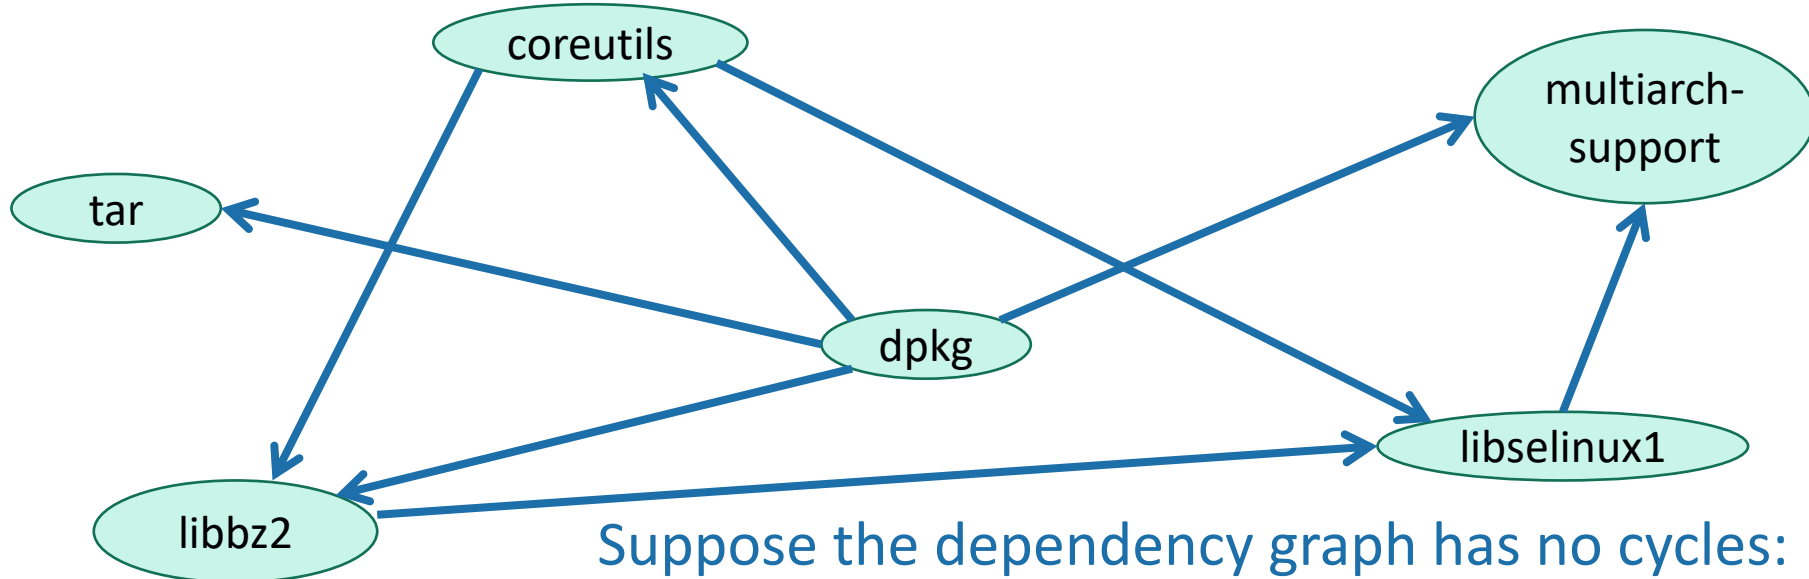 coreutils
multiarch-
support
tar
dpkg
libselinux1
libbz2
Suppose the dependency graph has no cycles: